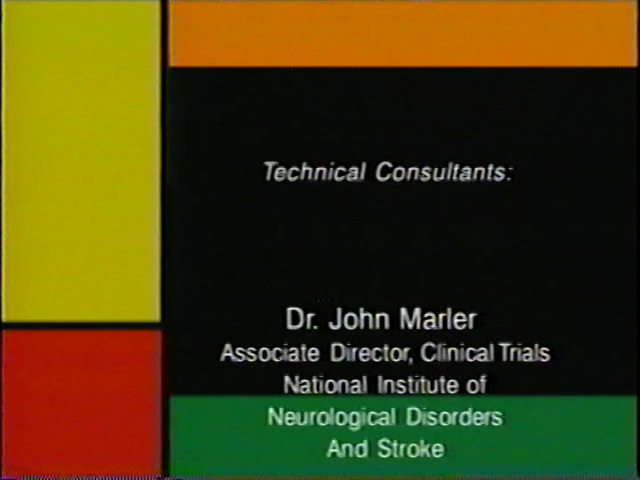 Technical Consultants:
Dr. John Marler
Associate Director, Clinical Trials
National Institute of
Neurological Disorders
And Stroke